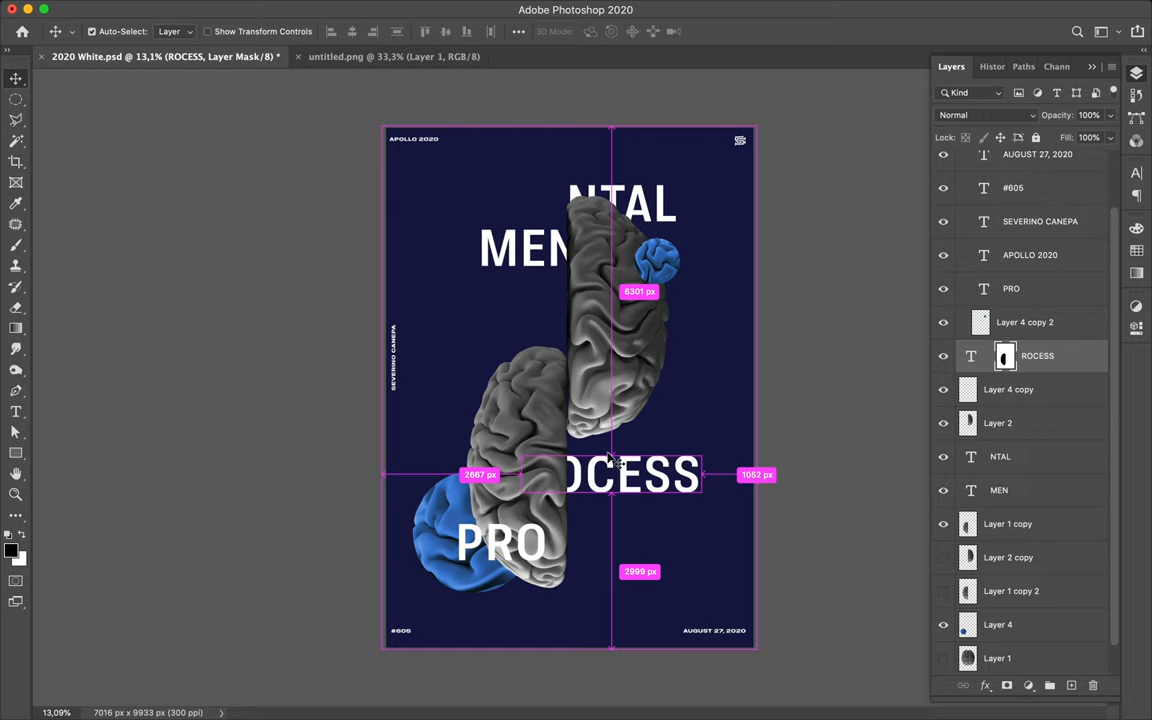 Adobe Photoshop 2020
Auto-Select:
Layer
Show Transform Controls
3D Mode:
2020 White.psd @ 13,1% (ROCESS, Layer Mask/8) *
untitled.png @ 33,3% (Layer 1, RGB/8)
APOLLO 2020
NTAL
MEN
6301 px
SEVERINO CANEPA
2667 px
OCESS
1052 px
PRO
2999 px
#605
AUGUST 27, 2020
Layers
Histor
Paths
Chann
Kind
Normal
Opacity: 100%
Lock:
Fill: 100%
AUGUST 27, 2020
#605
SEVERINO CANEPA
APOLLO 2020
PRO
Layer 4 copy 2
ROCESS
Layer 4 copy
Layer 2
NTAL
MEN
Layer 1 copy
Layer 2 copy
Layer 1 copy 2
Layer 4
Layer 1
13,09%
7016 px x 9933 px (300 ppi)